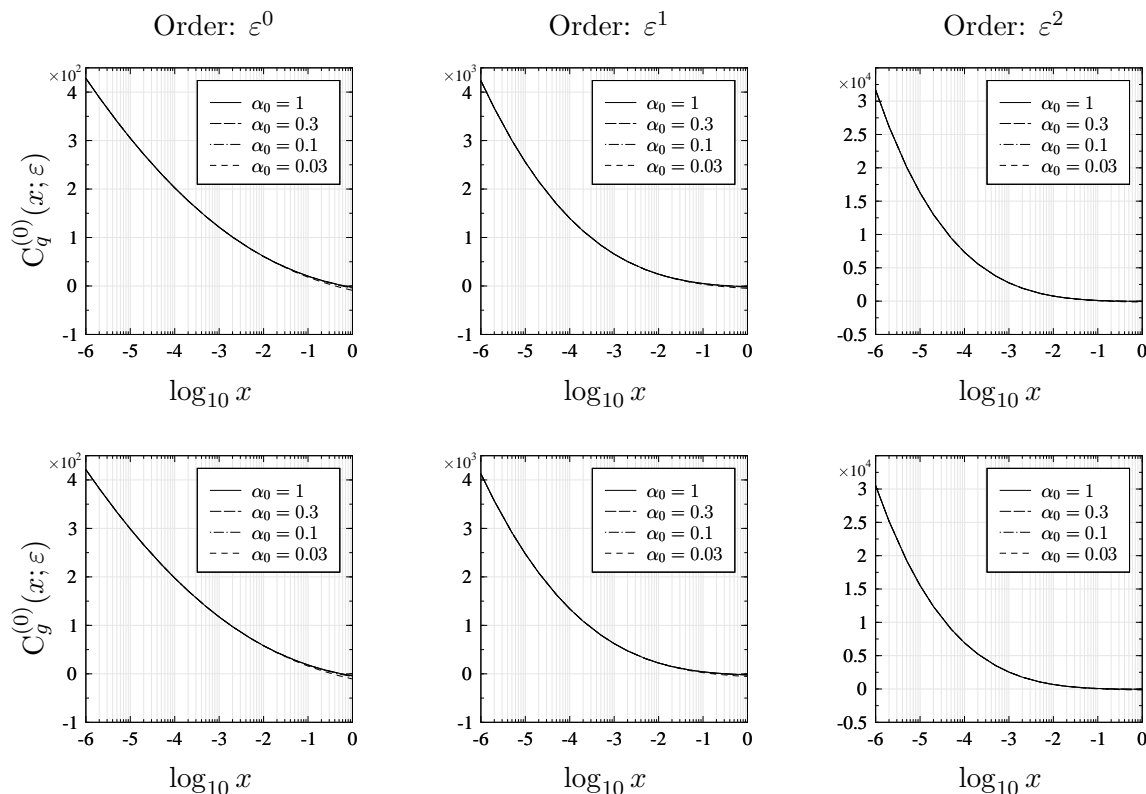 Order: ε⁰ Order: ε¹ Order: ε²
×10² ×10³ ×10⁴
C_q^{(0)}(x; ε)
4
3
2
1
0
-1
α₀ = 1
α₀ = 0.3
α₀ = 0.1
α₀ = 0.03
-6 -5 -4 -3 -2 -1 0
log₁₀ x
4
3
2
1
0
-1
α₀ = 1
α₀ = 0.3
α₀ = 0.1
α₀ = 0.03
-6 -5 -4 -3 -2 -1 0
log₁₀ x
3
2.5
2
1.5
1
0.5
0
-0.5
α₀ = 1
α₀ = 0.3
α₀ = 0.1
α₀ = 0.03
-6 -5 -4 -3 -2 -1 0
log₁₀ x
×10² ×10³ ×10⁴
C_g^{(0)}(x; ε)
4
3
2
1
0
-1
α₀ = 1
α₀ = 0.3
α₀ = 0.1
α₀ = 0.03
-6 -5 -4 -3 -2 -1 0
log₁₀ x
4
3
2
1
0
-1
α₀ = 1
α₀ = 0.3
α₀ = 0.1
α₀ = 0.03
-6 -5 -4 -3 -2 -1 0
log₁₀ x
3
2.5
2
1.5
1
0.5
0
-0.5
α₀ = 1
α₀ = 0.3
α₀ = 0.1
α₀ = 0.03
-6 -5 -4 -3 -2 -1 0
log₁₀ x